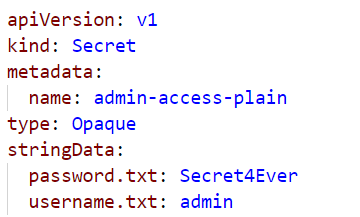 apiVersion: v1
kind: Secret
metadata:
  name: admin-access-plain
type: Opaque
stringData:
  password.txt: Secret4Ever
  username.txt: admin